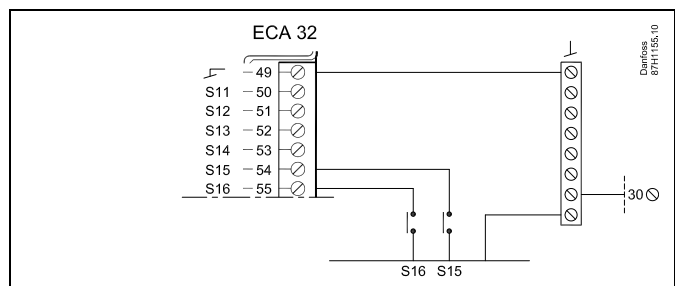 ECA 32
Danfoss
87H1155.10
49
S11 50
S12 51
S13 52
S14 53
S15 54
S16 55
30
S16 S15